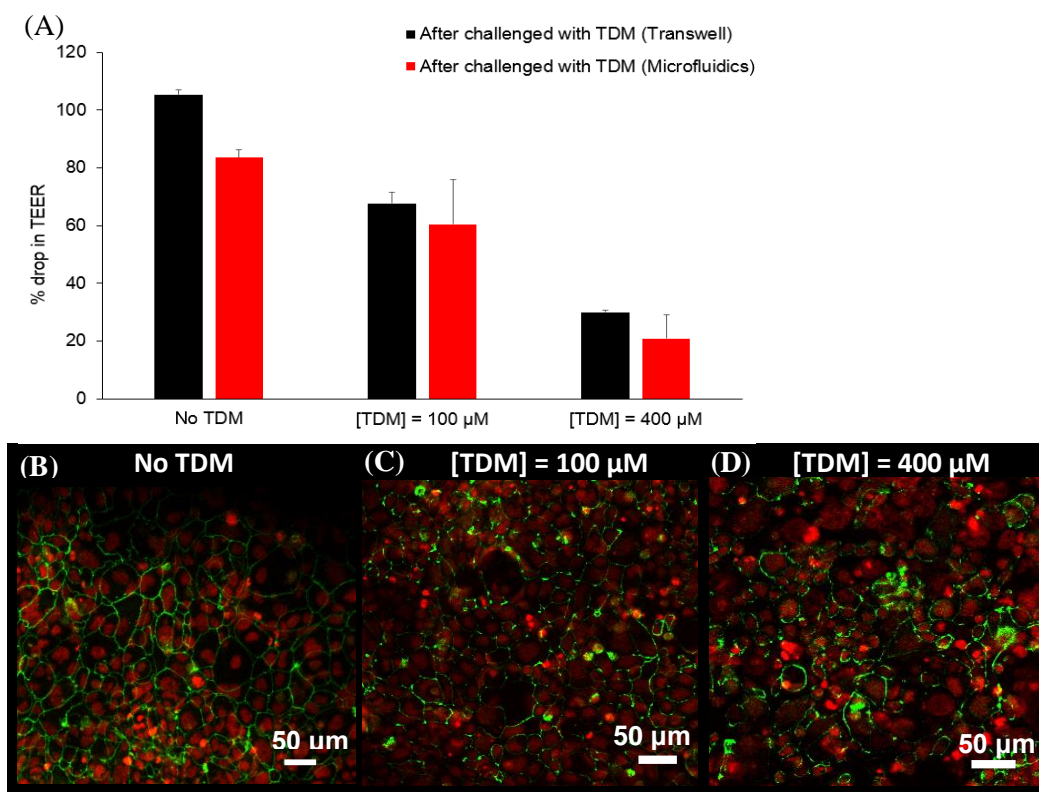 (A)
After challenged with TDM (Transwell)
After challenged with TDM (Microfluidics)
% drop in TEER
120
100
80
60
40
20
0
No TDM
[TDM] = 100 µM
[TDM] = 400 µM
(B) No TDM
(C) [TDM] = 100 µM
(D) [TDM] = 400 µM
50 µm
50 µm
50 µm